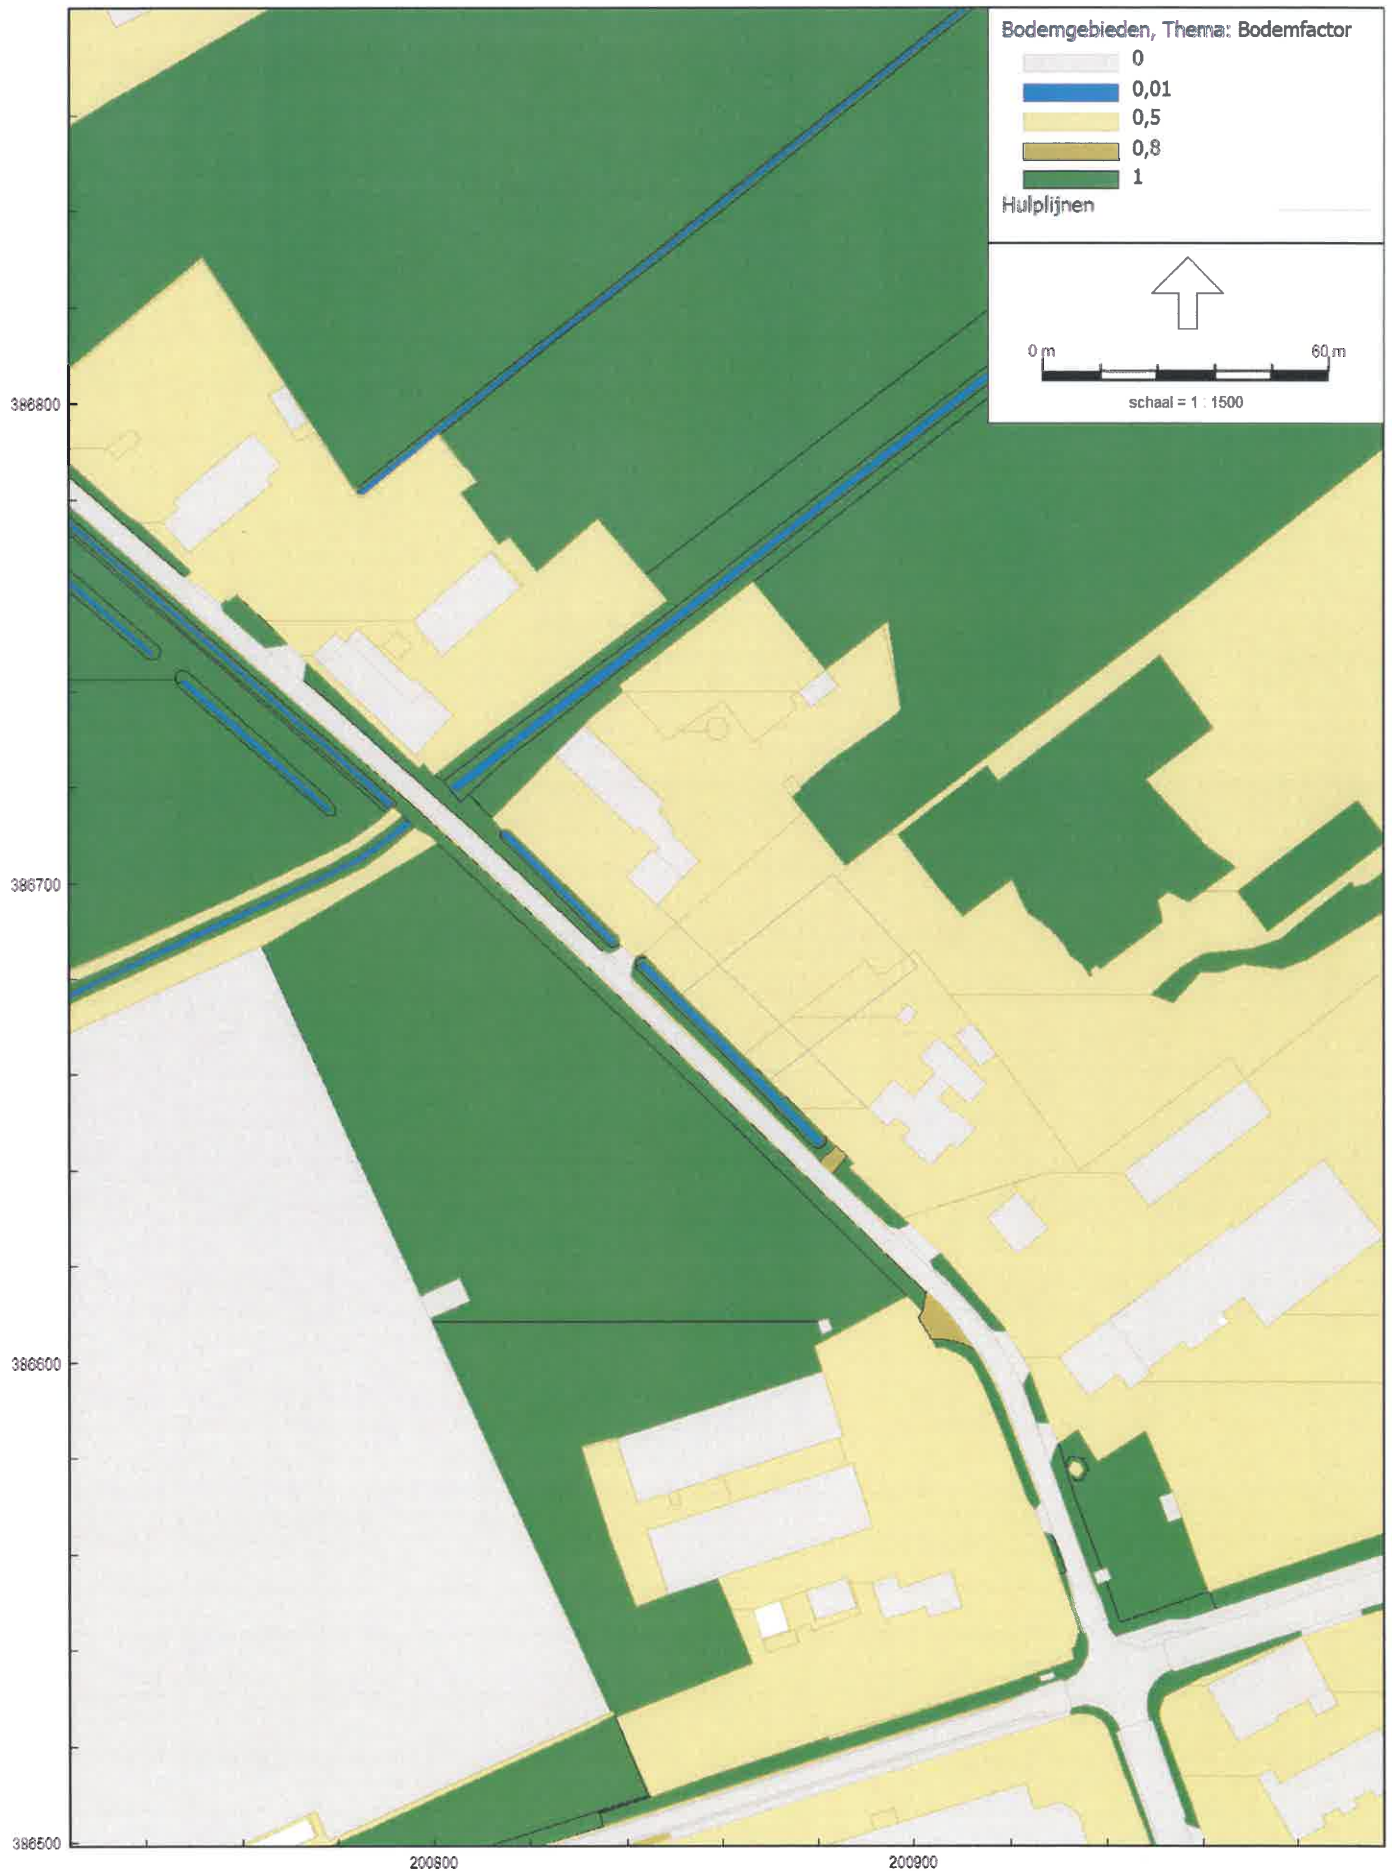 Bodemgebieden, Thema: Bodemfactor
0
0,01
0,5
0,8
1
Hulplijnen
0 m 60 m
schaal = 1 : 1500
386800
386700
386600
386500
200800 200900